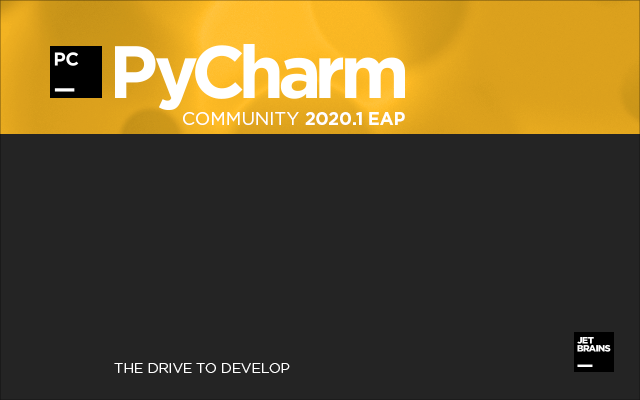 PC
PyCharm
COMMUNITY 2020.1 EAP
JET
BRAINS
THE DRIVE TO DEVELOP